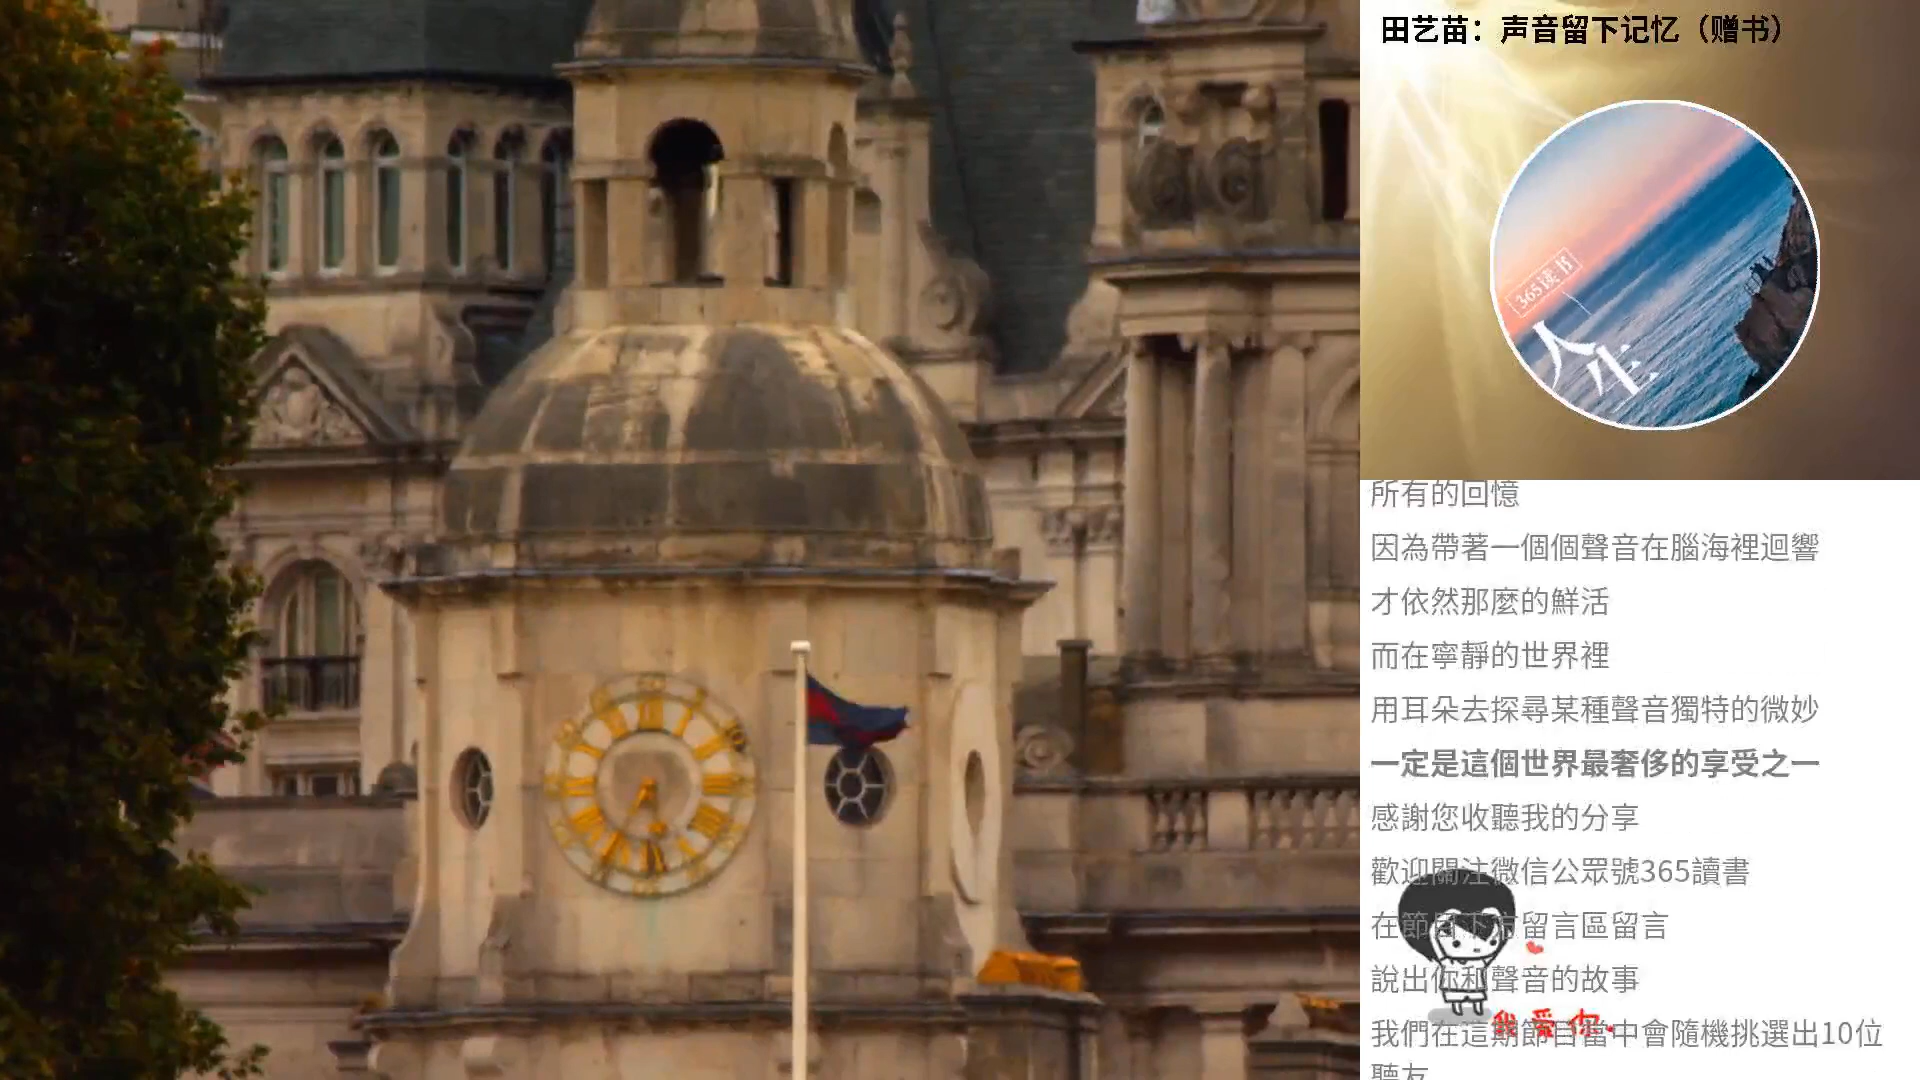 田艺苗：声音留下记忆（赠书）
365读书
人生
所有的回憶
因為帶著一個個聲音在腦海裡迴響
才依然那麼的鮮活
而在寧靜的世界裡
用耳朵去探尋某種聲音獨特的微妙
一定是這個世界最奢侈的享受之一
感謝您收聽我的分享
歡迎關注微信公眾號365讀書
在節目下方留言區留言
說出你和聲音的故事
我愛你.
我們在這期節目當中會隨機挑選出10位
聽友